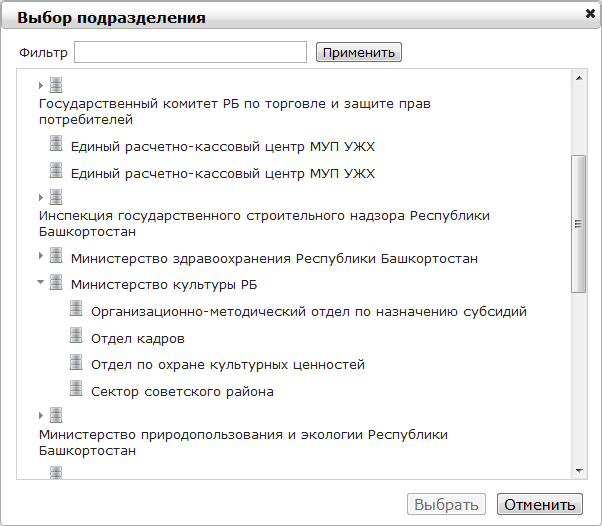 Выбор подразделения
Фильтр
Применить
Государственный комитет РБ по торговле и защите прав
потребителей
Единый расчетно-кассовый центр МУП УЖХ
Единый расчетно-кассовый центр МУП УЖХ
Инспекция государственного строительного надзора Республики
Башкортостан
Министерство здравоохранения Республики Башкортостан
Министерство культуры РБ
Организационно-методический отдел по назначению субсидий
Отдел кадров
Отдел по охране культурных ценностей
Сектор советского района
Министерство природопользования и экологии Республики
Башкортостан
Выбрать
Отменить